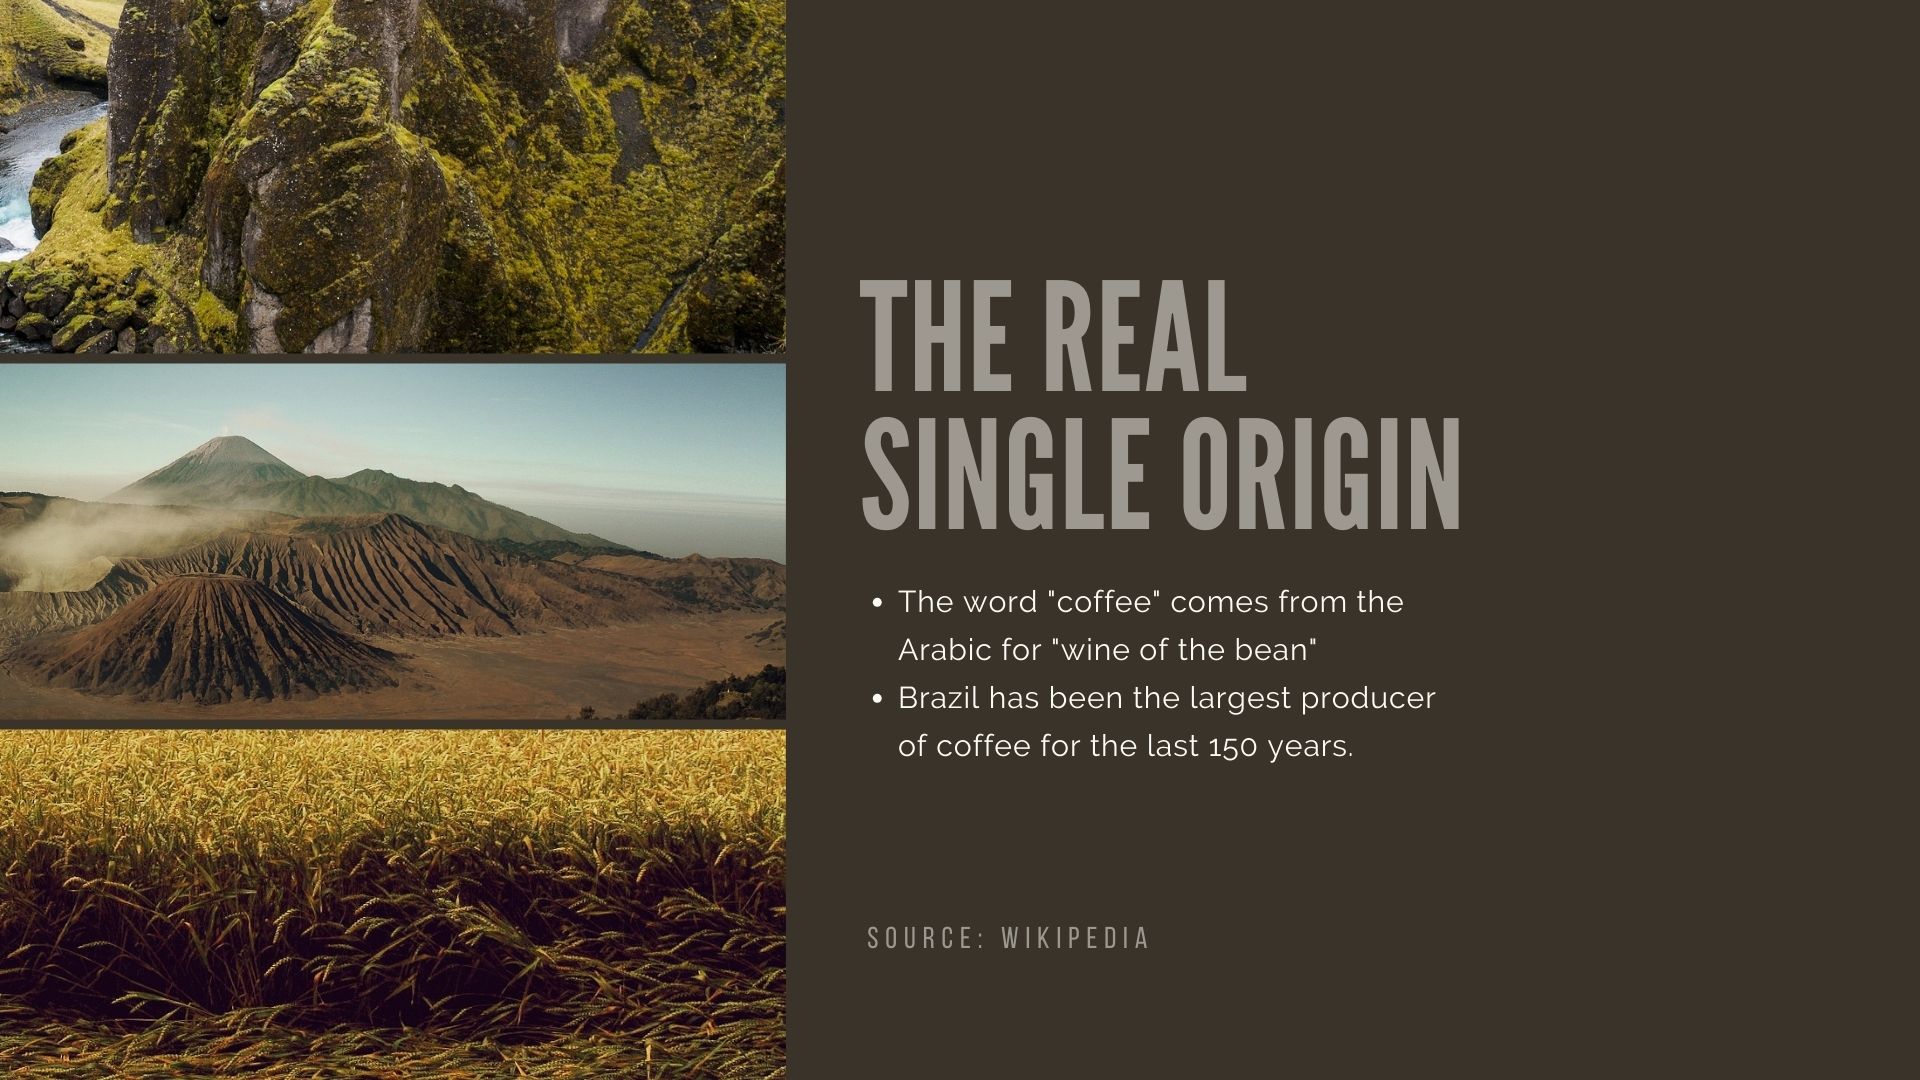 THE REAL
SINGLE ORIGIN
• The word "coffee" comes from the
Arabic for "wine of the bean"
• Brazil has been the largest producer
of coffee for the last 150 years.
SOURCE: WIKIPEDIA